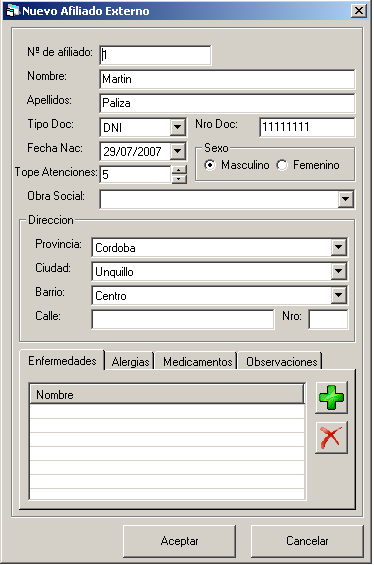 Nuevo Afiliado Externo
Nº de afiliado: 1
Nombre: Martin
Apellidos: Paliza
Tipo Doc: DNI Nro Doc: 11111111
Fecha Nac: 29/07/2007 Sexo
Masculino Femenino
Tope Atenciones: 5
Obra Social:
Direccion
Provincia: Cordoba
Ciudad: Unquillo
Barrio: Centro
Calle: Nro:
Enfermedades Alergias Medicamentos Observaciones
Nombre
Aceptar Cancelar